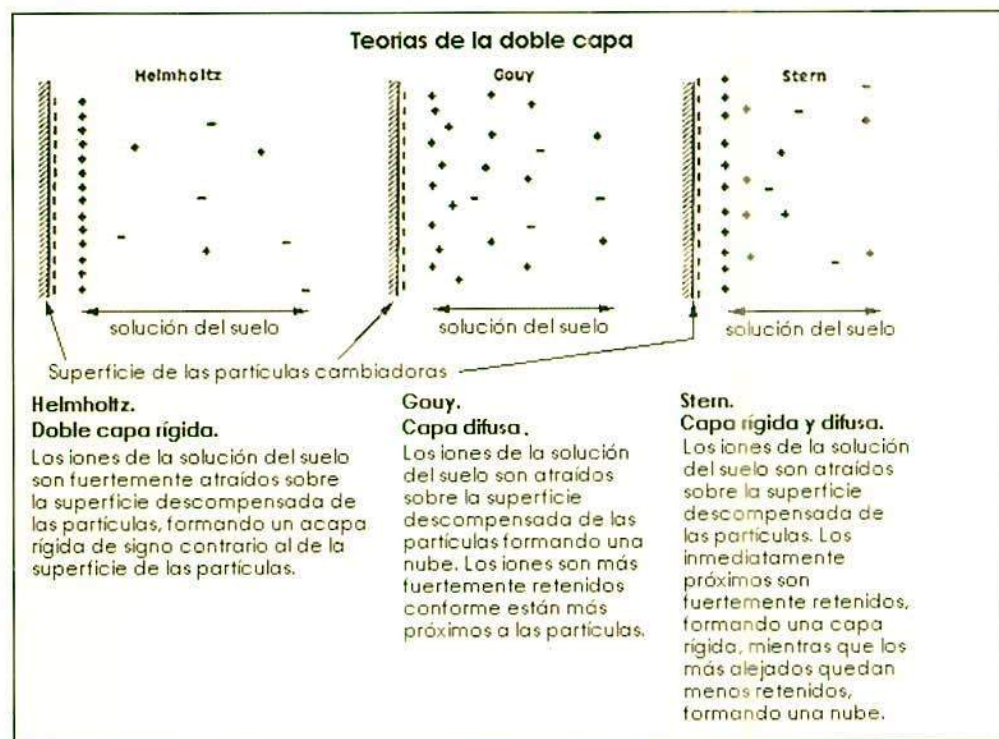 Teorías de la doble capa
Helmholtz
Gouy
Stern
solución del suelo
solución del suelo
solución del suelo
Superficie de las partículas cambiadoras
Helmholtz.
Doble capa rígida.
Los iones de la solución del suelo
son fuertemente atraídos sobre
la superficie descompensada de
las partículas, formando un acapa
rígida de signo contrario al de la
superficie de las partículas.
Gouy.
Capa difusa.
Los iones de la solución
del suelo son atraídos
sobre la superficie
descompensada de las
partículas formando una
nube. Los iones son más
fuertemente retenidos
conforme están más
próximos a las partículas.
Stern.
Capa rígida y difusa.
Los iones de la solución
del suelo son atraídos
sobre la superficie
descompensada de
las partículas. Los
inmediatamente
próximos son
fuertemente retenidos,
formando una capa
rígida, mientras que los
más alejados quedan
menos retenidos,
formando una nube.